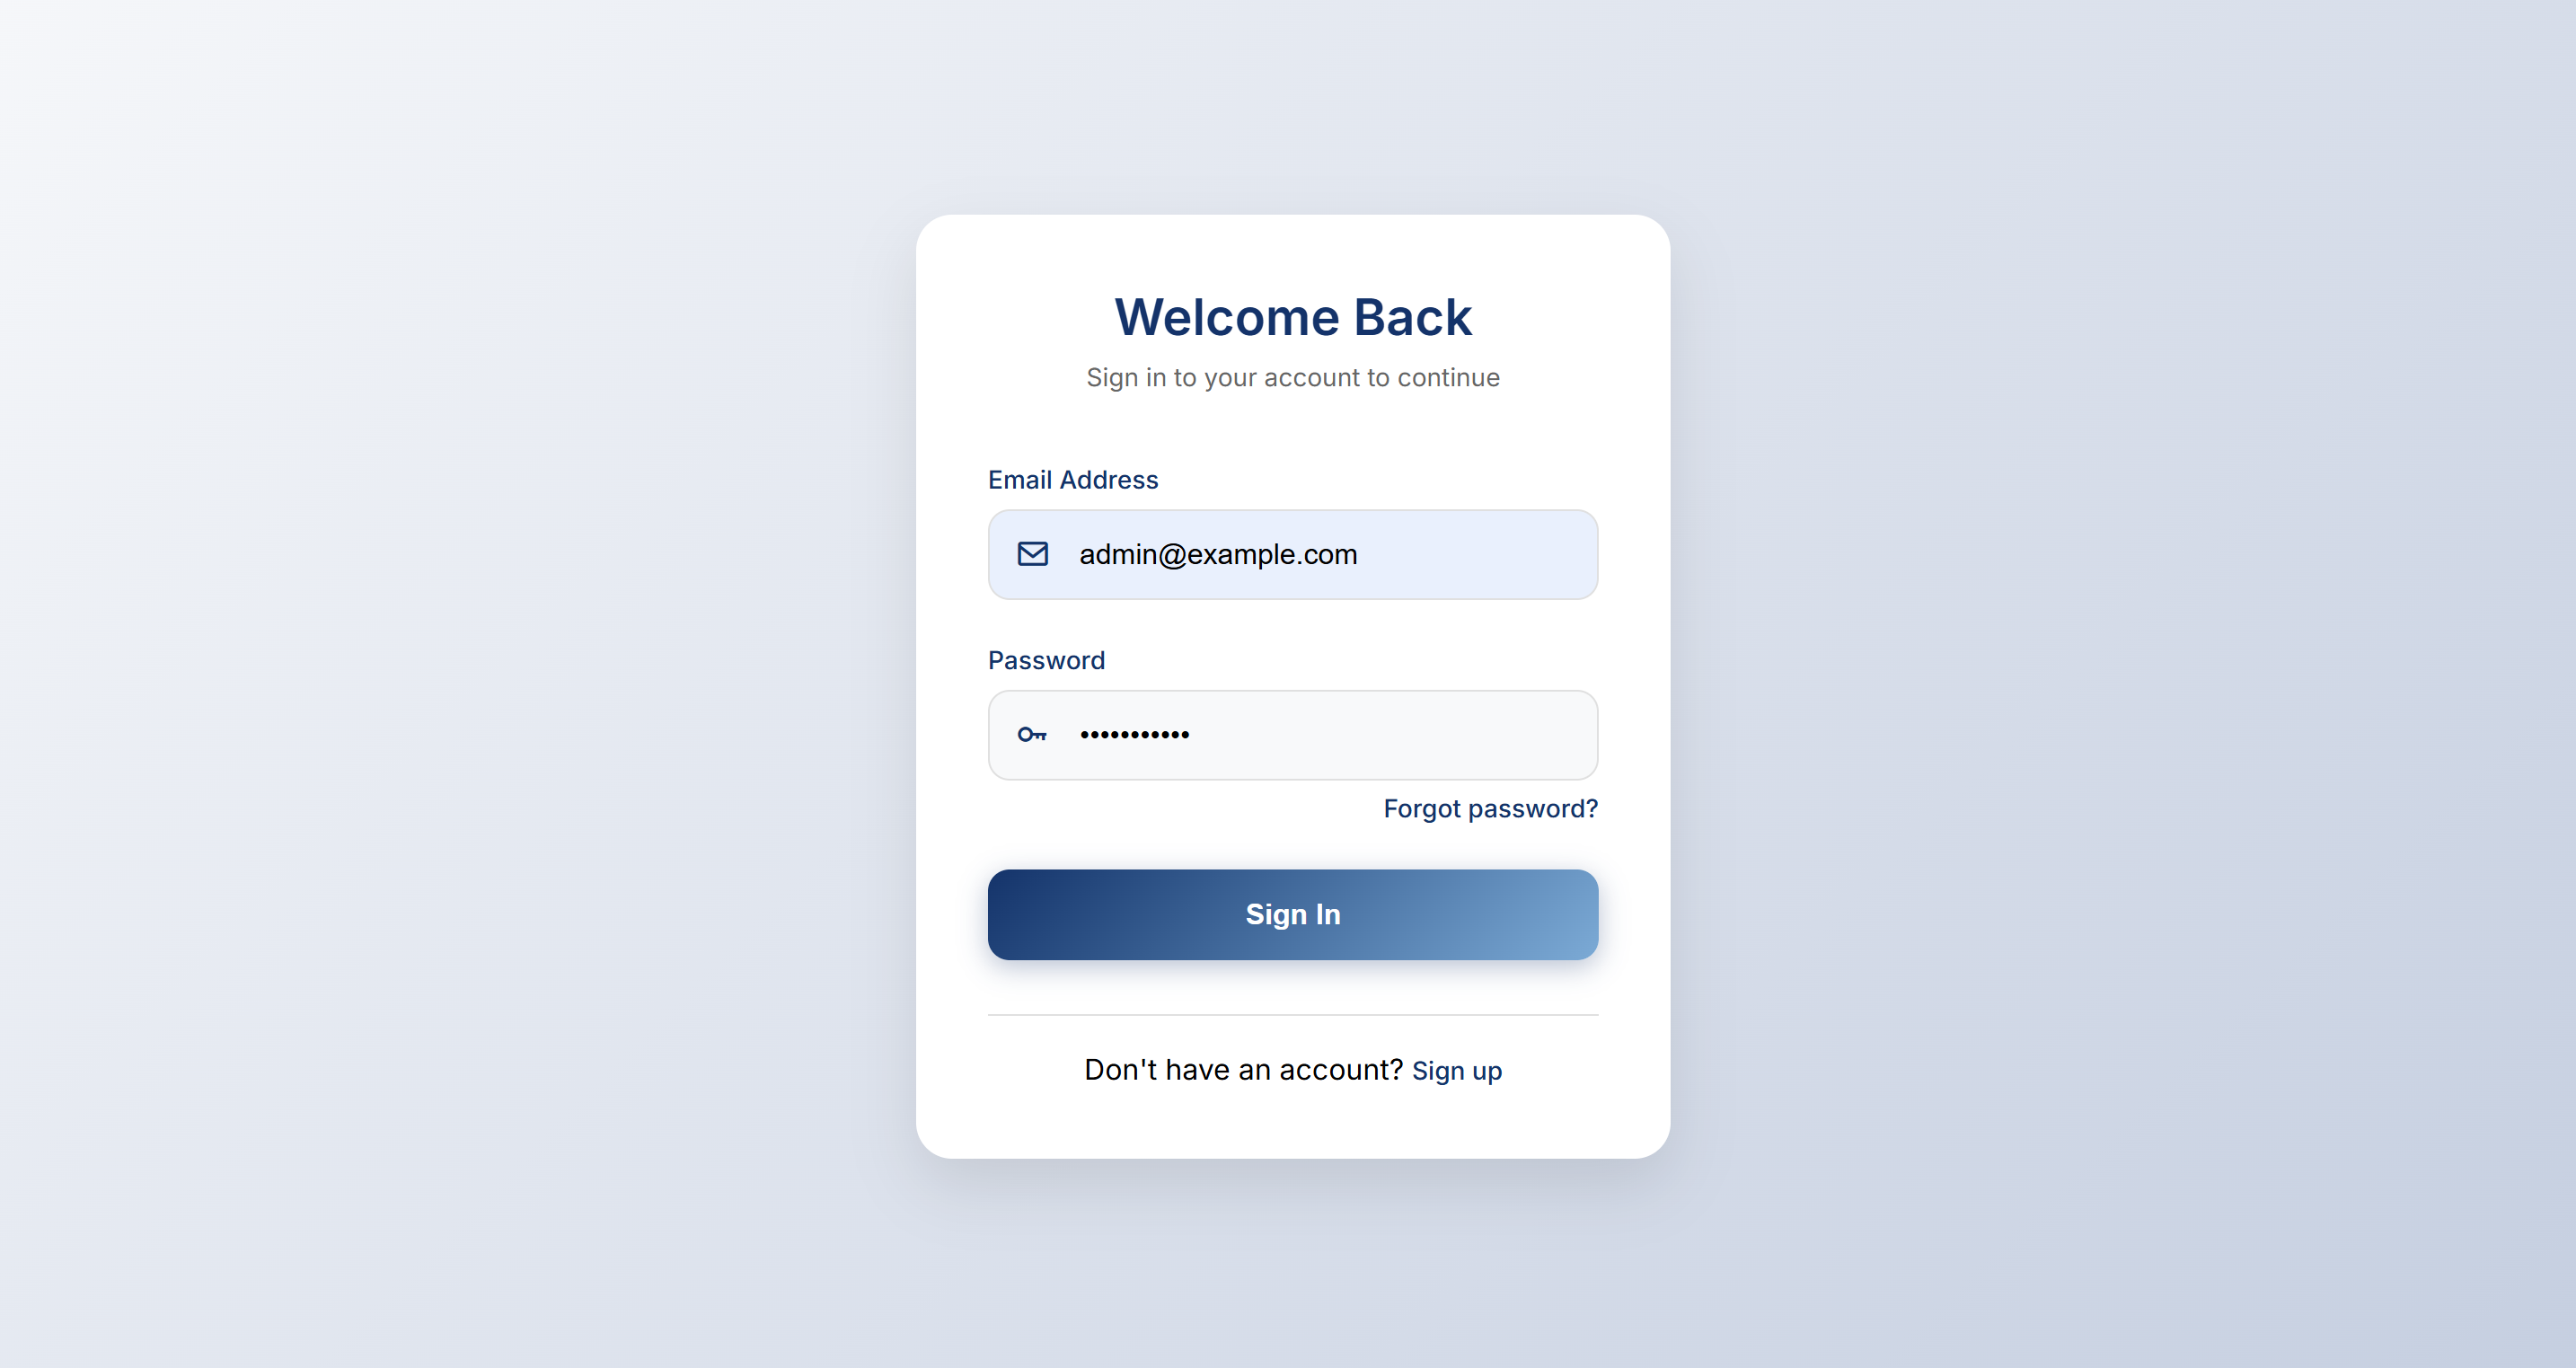 Welcome Back
Sign in to your account to continue
Email Address
admin@example.com
Password
•••••••••••
Forgot password?
Sign In
Don't have an account? Sign up